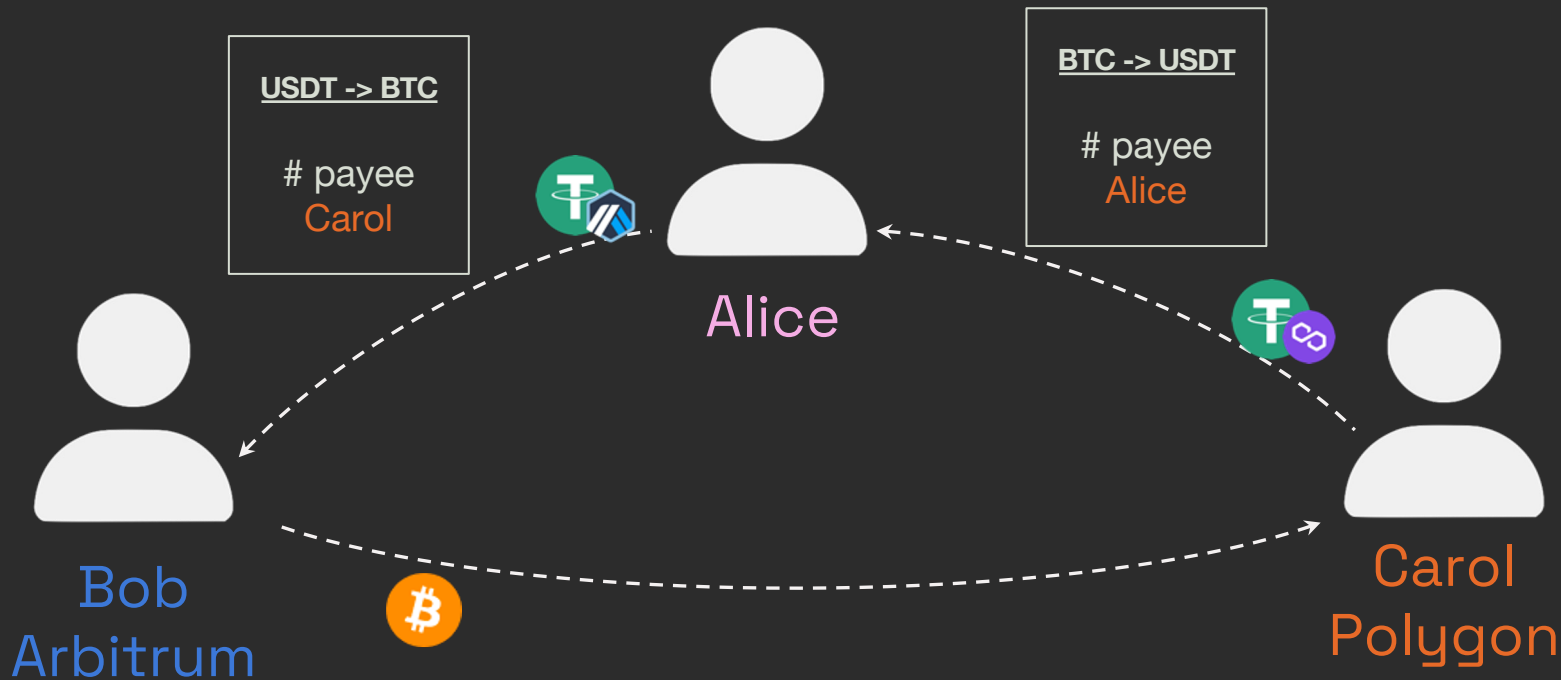 USDT -> BTC
# payee
Carol
BTC -> USDT
# payee
Alice
Alice
Bob
Arbitrum
Carol
Polygon